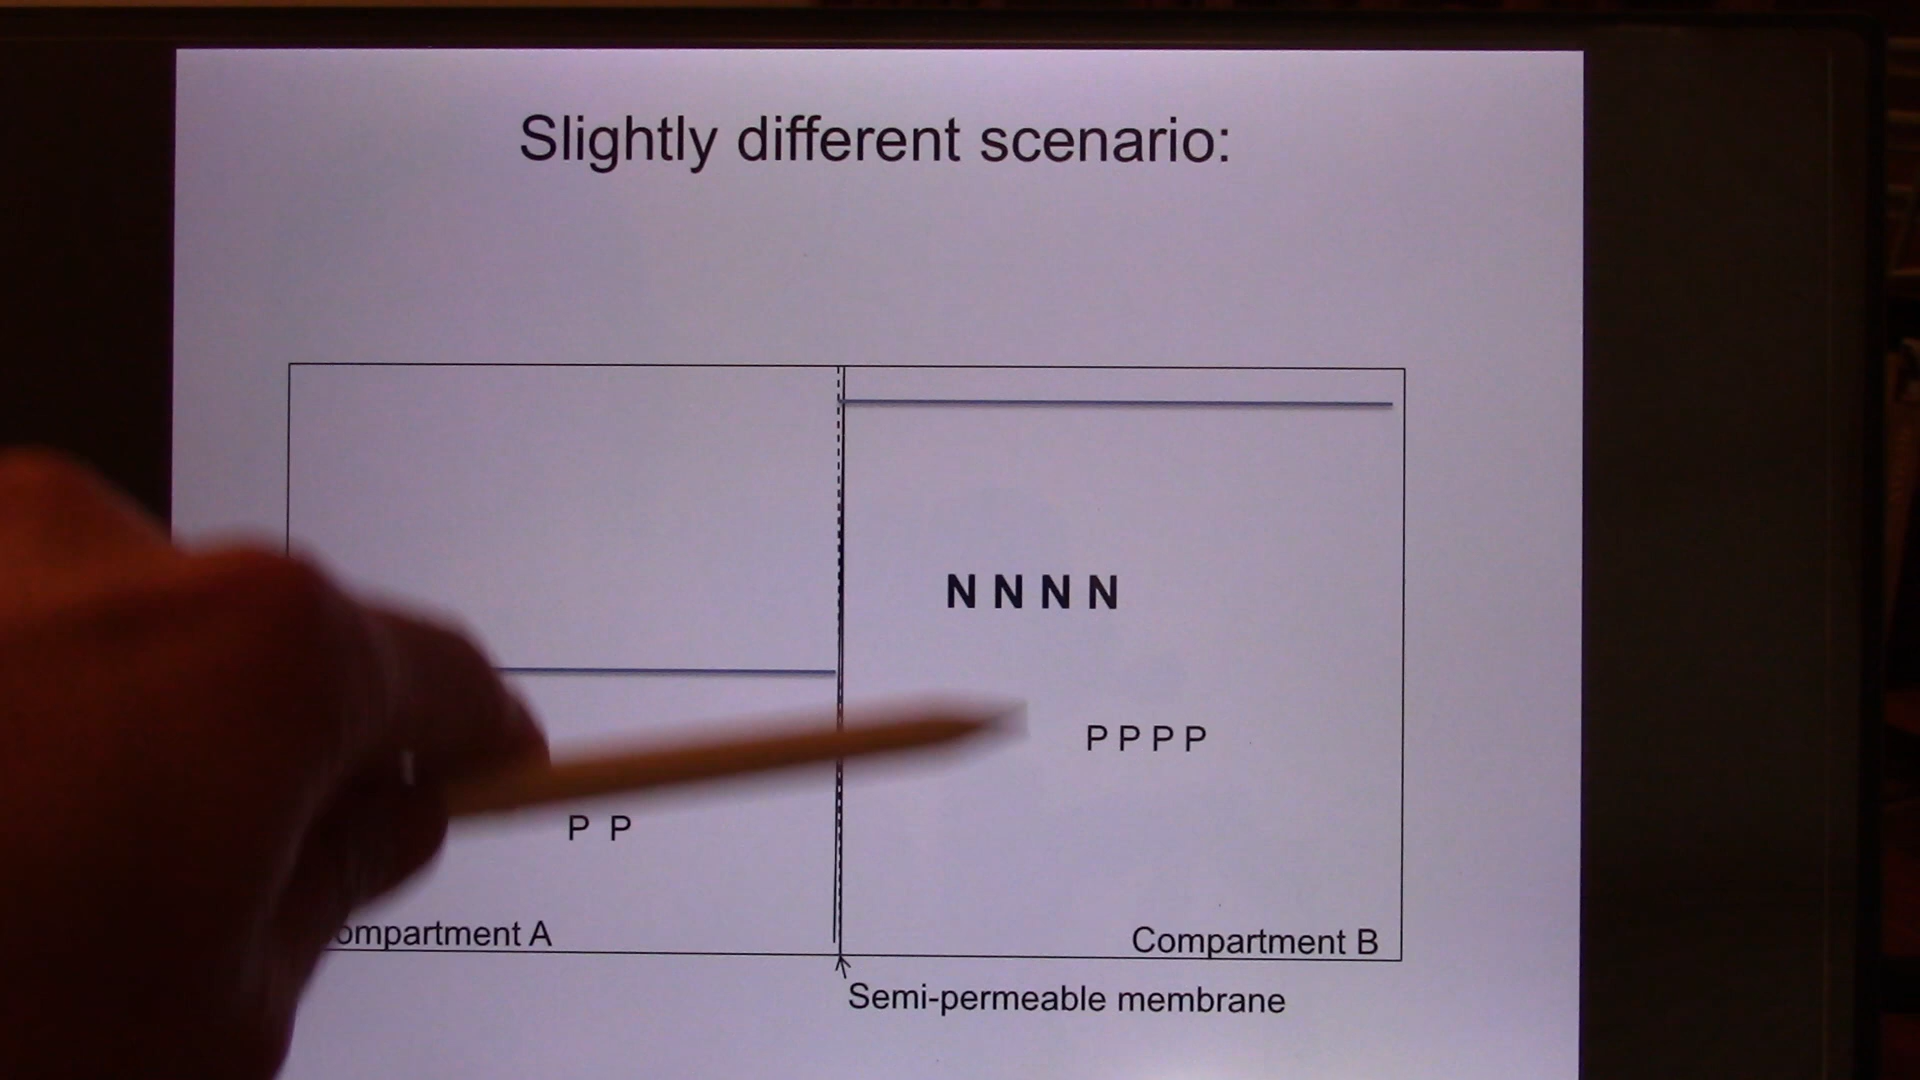 Slightly different scenario:
N N N N
P P P P
P P
ompartment A
Compartment B
Semi-permeable membrane